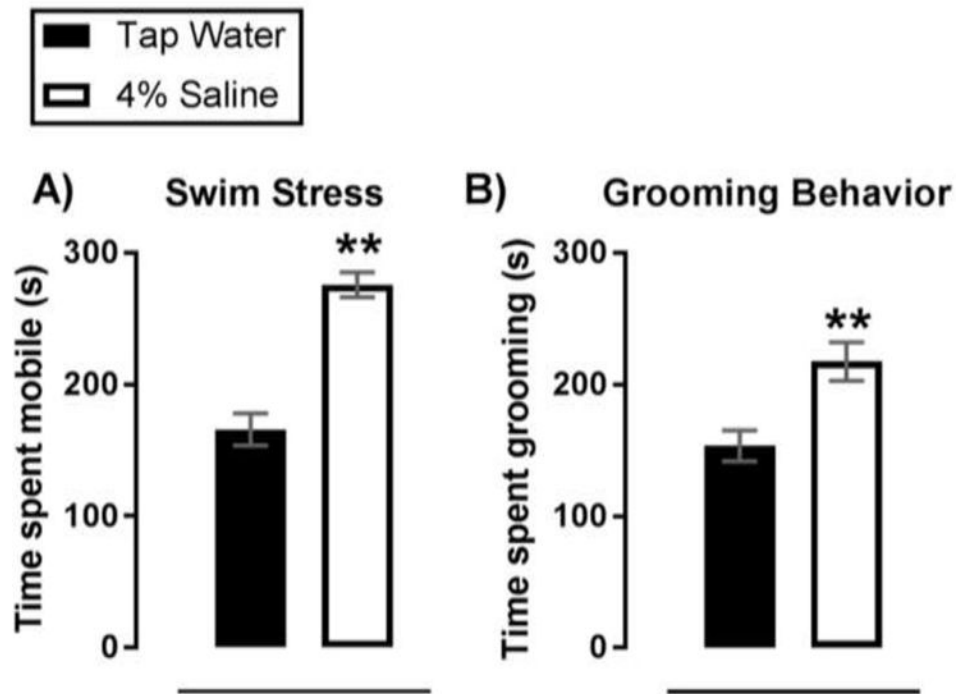 Tap Water
4% Saline
A) Swim Stress
Time spent mobile (s)
300
200
100
0
**
B) Grooming Behavior
Time spent grooming (s)
300
200
100
0
**